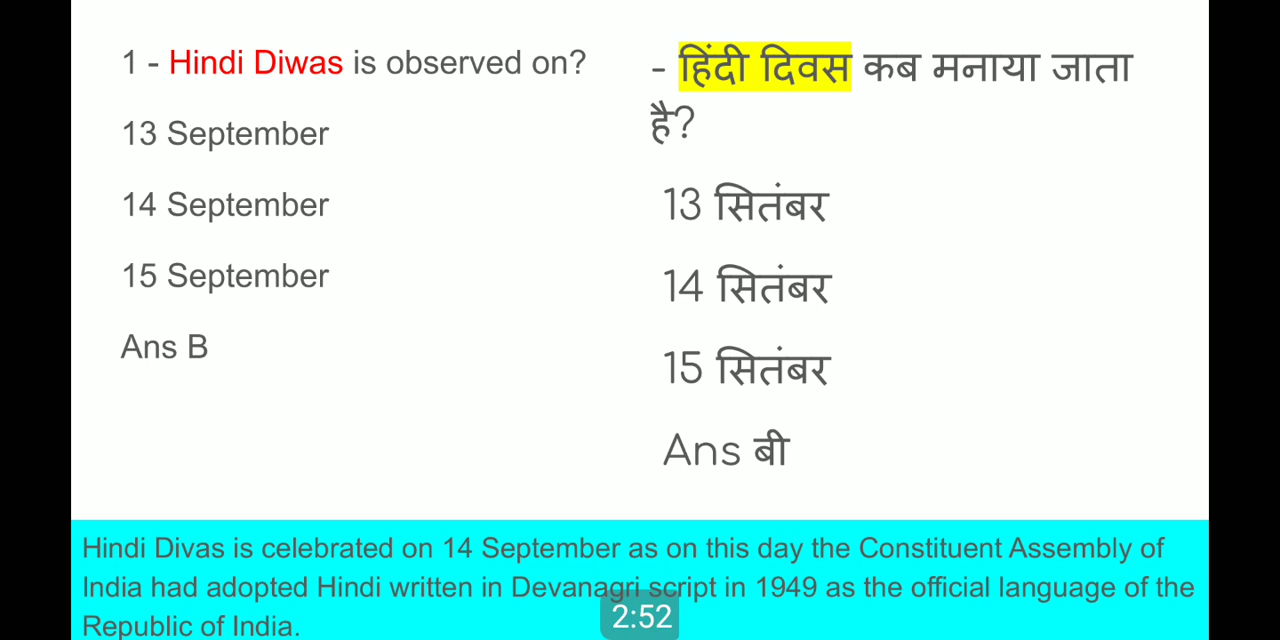 1 - Hindi Diwas is observed on?
13 September
14 September
15 September
Ans B
- हिंदी दिवस कब मनाया जाता
है?
13 सितंबर
14 सितंबर
15 सितंबर
Ans बी
Hindi Divas is celebrated on 14 September as on this day the Constituent Assembly of
India had adopted Hindi written in Devanagri script in 1949 as the official language of the
Republic of India.
2:52